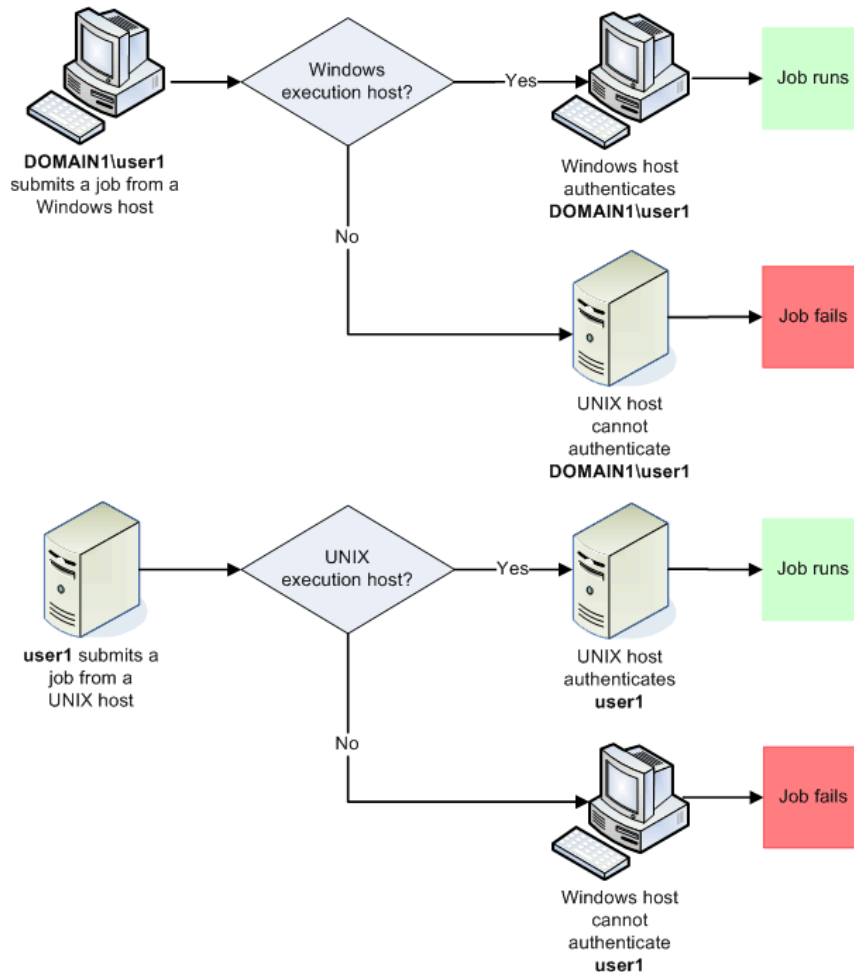 Windows
execution host?
Yes
Job runs
DOMAIN1\user1
submits a job from a
Windows host
Windows host
authenticates
DOMAIN1\user1
No
Job fails
UNIX host
cannot
authenticate
DOMAIN1\user1
UNIX
execution host?
Yes
Job runs
user1 submits a
job from a
UNIX host
UNIX host
authenticates
user1
No
Job fails
Windows host
cannot
authenticate
user1